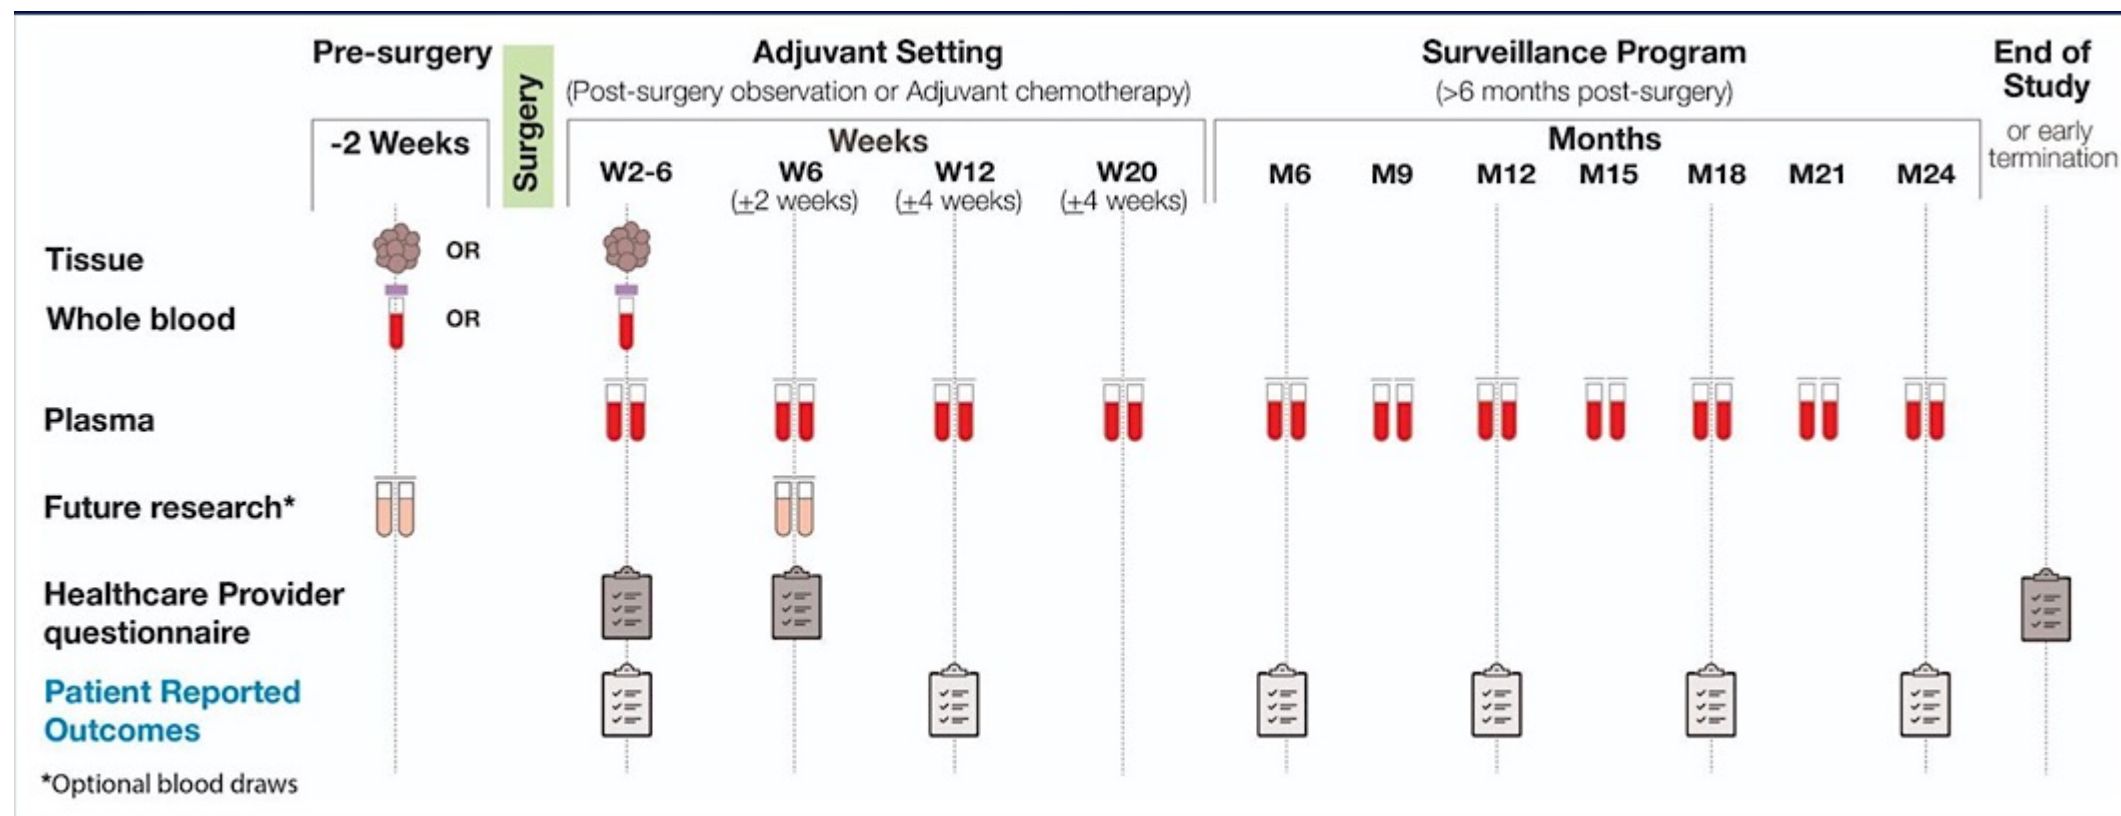 Pre-surgery
Surgery
Adjuvant Setting
(Post-surgery observation or Adjuvant chemotherapy)
Surveillance Program
(>6 months post-surgery)
End of
Study
or early
termination
-2 Weeks
Weeks
W2-6
W6
(±2 weeks)
W12
(±4 weeks)
W20
(±4 weeks)
Months
M6
M9
M12
M15
M18
M21
M24
Tissue
OR
Whole blood
OR
Plasma
Future research*
Healthcare Provider
questionnaire
Patient Reported
Outcomes
*Optional blood draws